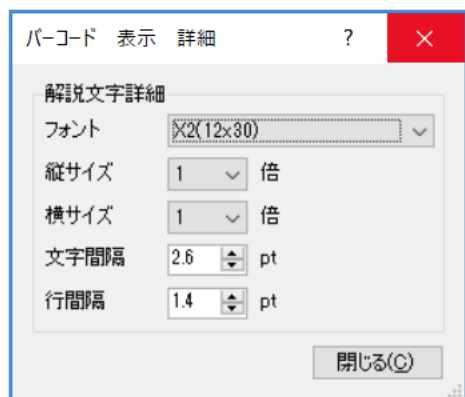 バーコード 表示 詳細 ? ×
解説文字詳細
フォント X2(12x30)
縦サイズ 1 倍
横サイズ 1 倍
文字間隔 2.6 pt
行間隔 1.4 pt
閉じる(C)